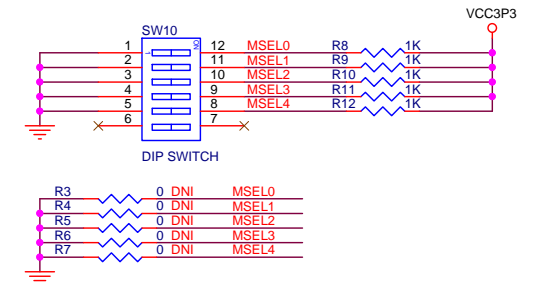 VCC3P3
SW10
1 ON 12 MSEL0 R8 1K
2 11 MSEL1 R9 1K
3 10 MSEL2 R10 1K
4 9 MSEL3 R11 1K
5 8 MSEL4 R12 1K
6 7
DIP SWITCH
R3 0 DNI MSEL0
R4 0 DNI MSEL1
R5 0 DNI MSEL2
R6 0 DNI MSEL3
R7 0 DNI MSEL4